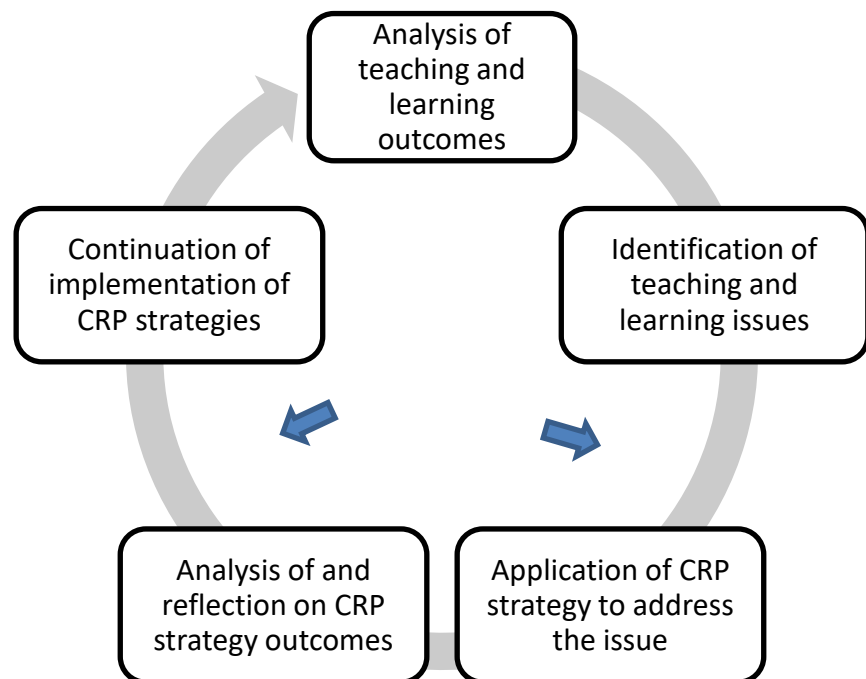 Analysis of
teaching and
learning
outcomes
Identification of
teaching and
learning issues
Application of CRP
strategy to address
the issue
Analysis of and
reflection on CRP
strategy outcomes
Continuation of
implementation of
CRP strategies